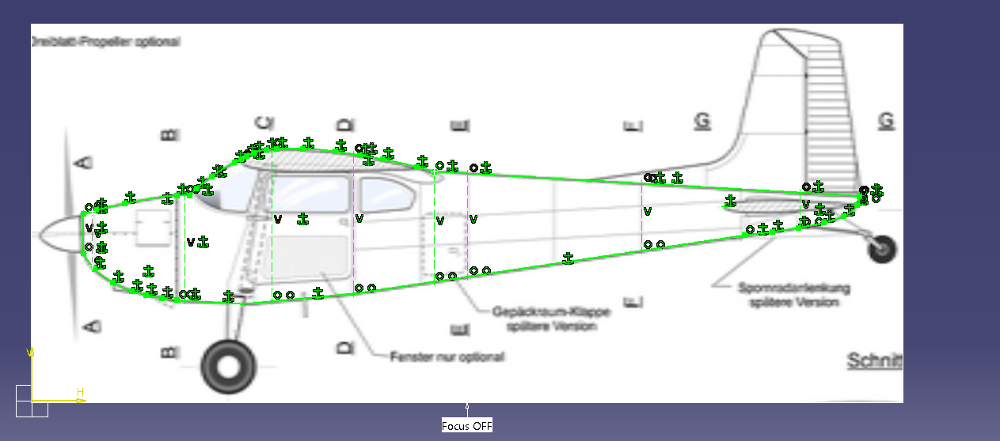 Dreiblatt-Propeller optional
B
C
D
E
F
G
G
A
A
B
D
E
F
Spornradanlenkung
spätere Version
Gepäckraum-Klappe
spätere Version
Fenster nur optional
Schnitt
V
H
Focus OFF